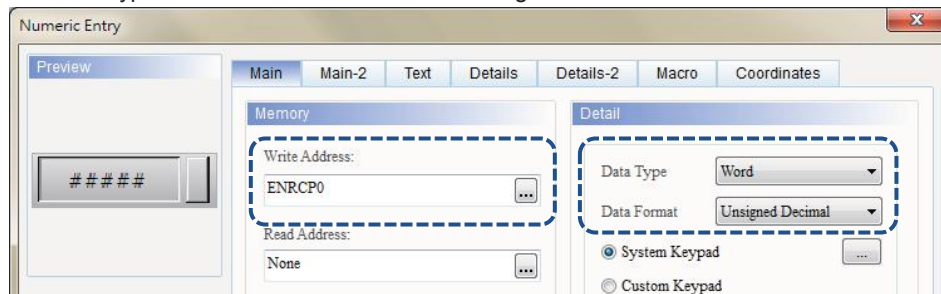 Numeric Entry
Preview
#####
Main Main-2 Text Details Details-2 Macro Coordinates
Memory
Write Address:
ENRCP0
...
Read Address:
None
...
Detail
Data Type Word
Data Format Unsigned Decimal
System Keypad ...
Custom Keypad